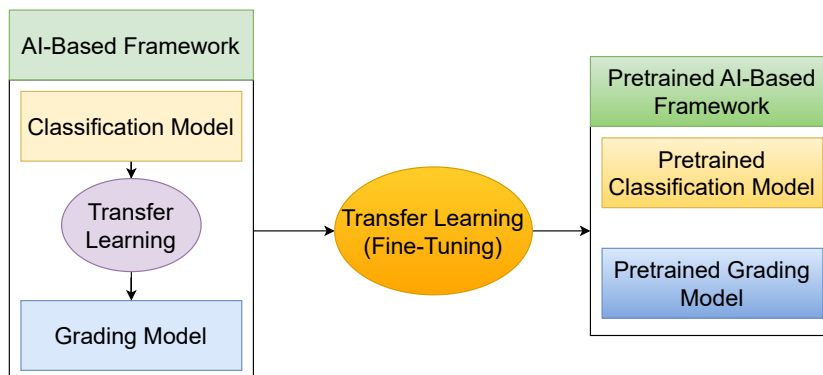 AI-Based Framework
Classification Model
Transfer
Learning
Grading Model
Transfer Learning
(Fine-Tuning)
Pretrained AI-Based
Framework
Pretrained
Classification Model
Pretrained Grading
Model